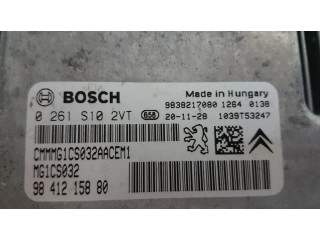 BOSCH
Made in Hungary
9838217080 1264 0138
0 261 S10 2VT 658 20-11-28 1039T53247
CMMMG1CS032AACEM1
MG1CS032
98 412 158 80